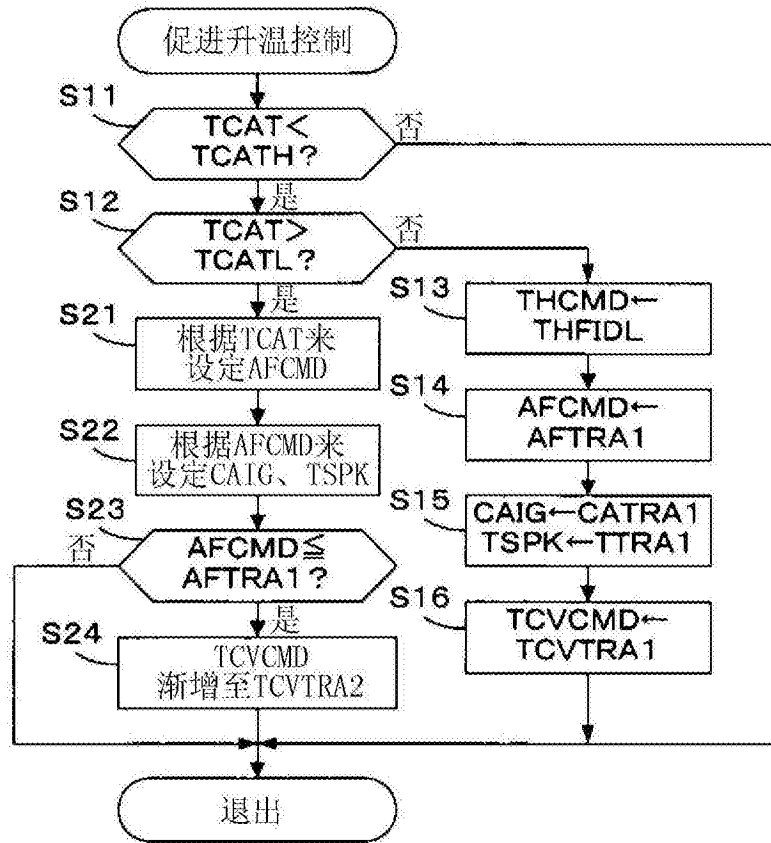 促进升温控制
S11
TCAT<
TCATH?
否
是
S12
TCAT>
TCATL?
否
是
S13
THCMD←
THFIDL
S21
根据TCAT来
设定AFCMD
S14
AFCMD←
AFTRA1
S22
根据AFCMD来
设定CAIG、TSPK
S15
CAIG←CATRA1
TSPK←TTRA1
S23
否
AFCMD≦
AFTRA1?
是
S16
TCVCMD←
TCVTRA1
S24
TCVCMD
渐增至TCVTRA2
退出